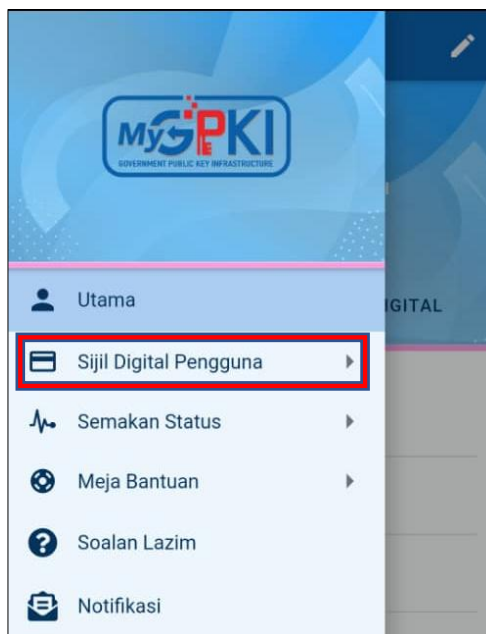 MyGPKI
GOVERNMENT PUBLIC KEY INFRASTRUCTURE
Utama
IGITAL
Sijil Digital Pengguna
Semakan Status
Meja Bantuan
Soalan Lazim
Notifikasi